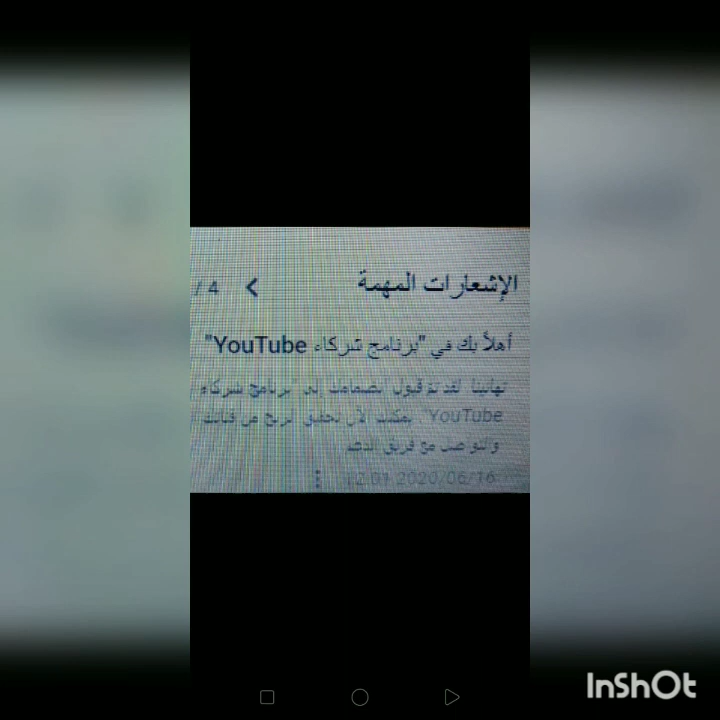 الإشعارات المهمة
4 /
أهلاً بك في "برنامج شركاء YouTube"
تهانينا! لقد تم قبول انضمامك إلى "برنامج شركاء
YouTube". يمكنك الآن تحقيق الربح من قناتك
والتواصل مع فريق الدعم
12:01 2020/06/16
InShOt